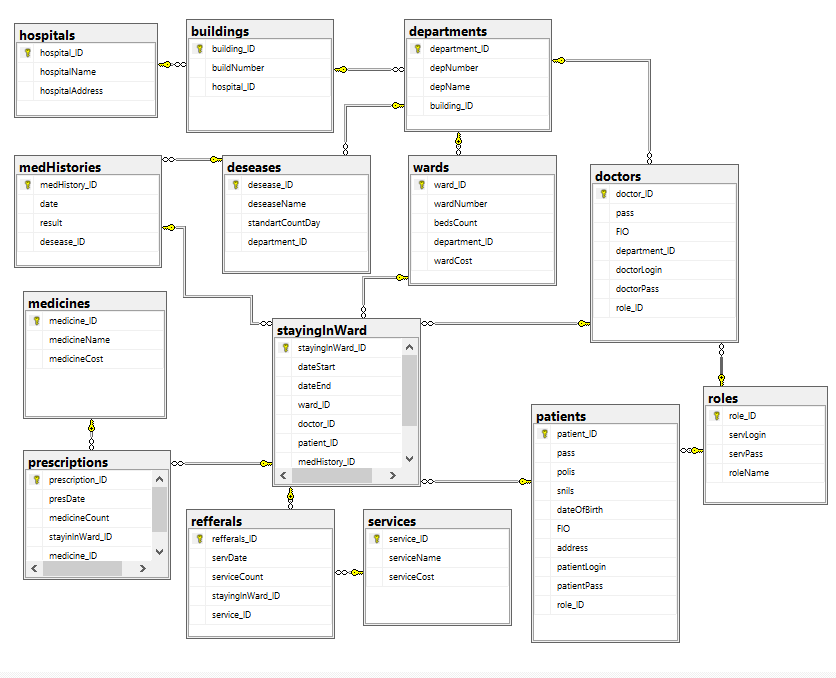 hospitals
hospital_ID
hospitalName
hospitalAddress
buildings
building_ID
buildNumber
hospital_ID
departments
department_ID
depNumber
depName
building_ID
medHistories
medHistory_ID
date
result
desease_ID
deseases
desease_ID
deseaseName
standartCountDay
department_ID
wards
ward_ID
wardNumber
bedsCount
department_ID
wardCost
doctors
doctor_ID
pass
FIO
department_ID
doctorLogin
doctorPass
role_ID
medicines
medicine_ID
medicineName
medicineCost
stayingInWard
stayingInWard_ID
dateStart
dateEnd
ward_ID
doctor_ID
patient_ID
medHistory_ID
patients
patient_ID
pass
polis
snils
dateOfBirth
FIO
address
patientLogin
patientPass
role_ID
roles
role_ID
servLogin
servPass
roleName
prescriptions
prescription_ID
presDate
medicineCount
stayinInWard_ID
medicine_ID
refferals
refferals_ID
servDate
serviceCount
stayingInWard_ID
service_ID
services
service_ID
serviceName
serviceCost